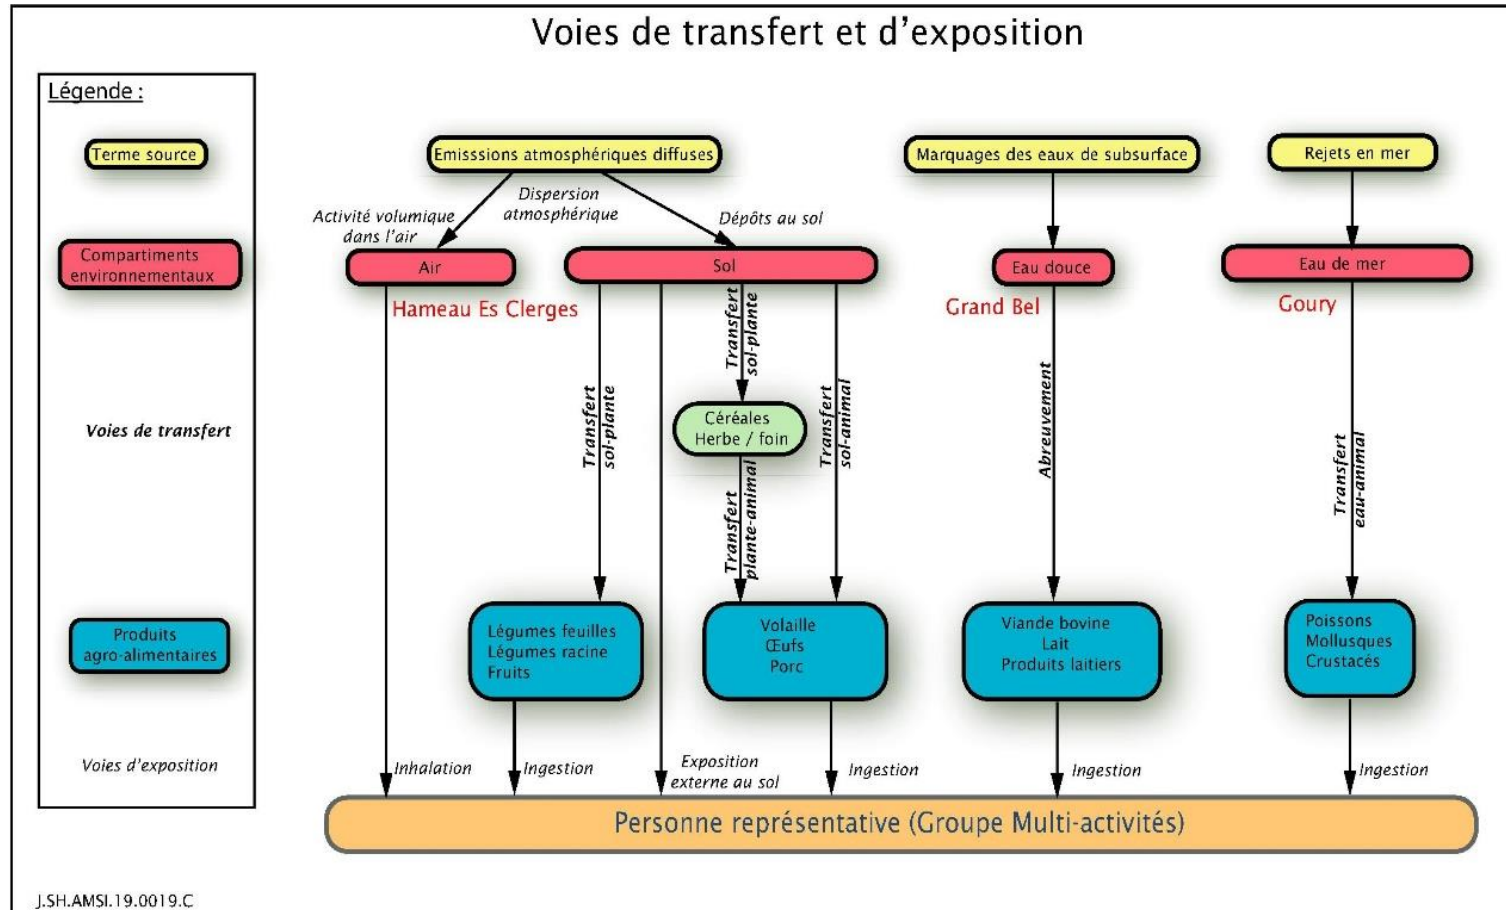 Voies de transfert et d'exposition
Légende :
Terme source
Compartiments
environnementaux
Voies de transfert
Produits
agro-alimentaires
Voies d'exposition
Emisssions atmosphériques diffuses
Marquages des eaux de subsurface
Rejets en mer
Activité volumique
dans l'air
Dispersion
atmosphérique
Dépôts au sol
Air
Sol
Eau douce
Eau de mer
Hameau Es Clerges
Grand Bel
Goury
Transfert
sol-plante
Transfert
sol-plante
Céréales
Herbe / foin
Transfert
plante-animal
Transfert
sol-animal
Abreuvement
Transfert
eau-animal
Légumes feuilles
Légumes racine
Fruits
Volaille
Œufs
Porc
Viande bovine
Lait
Produits laitiers
Poissons
Mollusques
Crustacés
Inhalation
Ingestion
Exposition
externe au sol
Ingestion
Ingestion
Ingestion
Personne représentative (Groupe Multi-activités)
J.SH.AMSI.19.0019.C